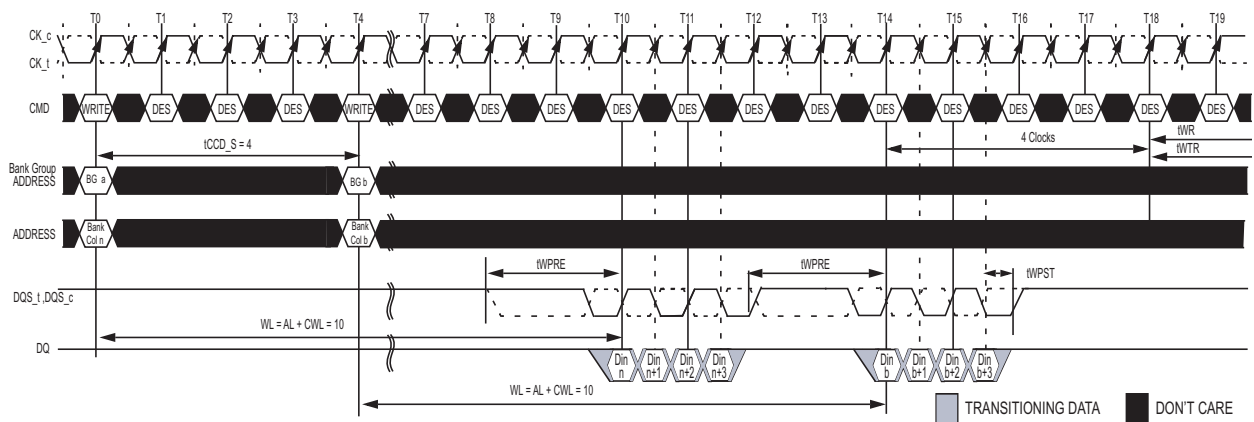 T0 T1 T2 T3 T4 T7 T8 T9 T10 T11 T12 T13 T14 T15 T16 T17 T18 T19
CK_c
CK_t
CMD WRITE DES DES DES WRITE DES DES DES DES DES DES DES DES DES DES DES DES DES
tCCD_S = 4
4 Clocks
tWR
tWTR
Bank Group
ADDRESS
BG a
BG b
ADDRESS
Bank
Col n
Bank
Col b
tWPRE
tWPRE
tWPST
DQS_t ,DQS_c
WL = AL + CWL = 10
DQ
Din
n
Din
n+1
Din
n+2
Din
n+3
Din
b
Din
b+1
Din
b+2
Din
b+3
WL = AL + CWL = 10
TRANSITIONING DATA
DON'T CARE